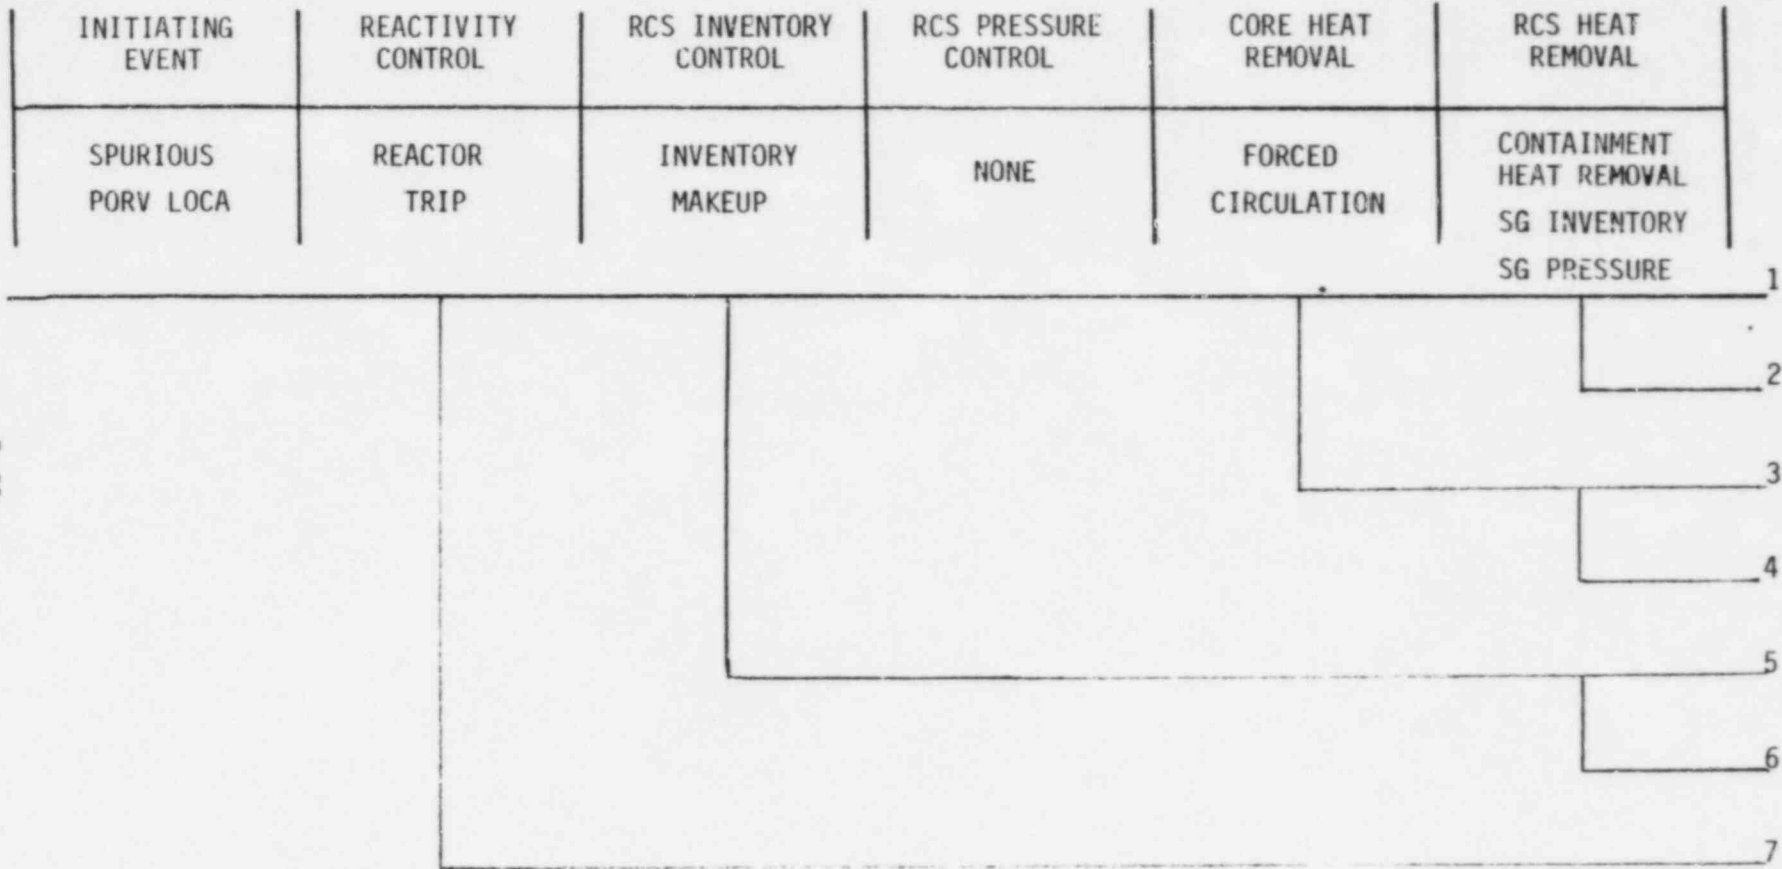 INITIATING
EVENT
REACTIVITY
CONTROL
RCS INVENTORY
CONTROL
RCS PRESSURE
CONTROL
CORE HEAT
REMOVAL
RCS HEAT
REMOVAL
SPURIOUS
PORV LOCA
REACTOR
TRIP
INVENTORY
MAKEUP
NONE
FORCED
CIRCULATION
CONTAINMENT
HEAT REMOVAL
SG INVENTORY
SG PRESSURE
1
2
3
4
5
6
7